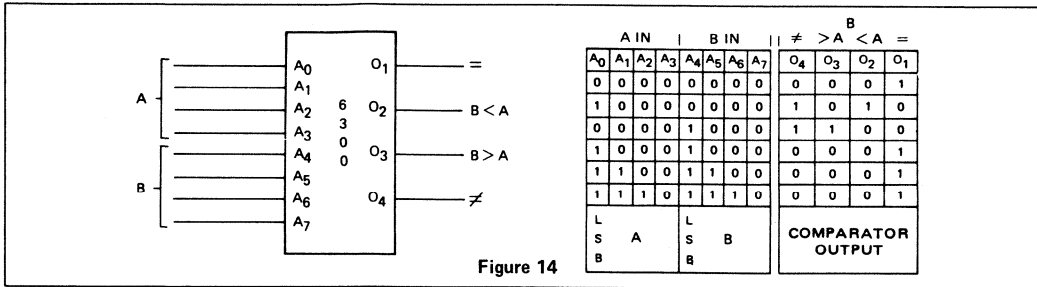 A
B
A0
A1
A2
A3
A4
A5
A6
A7
6
3
0
0
O1
O2
O3
O4
=
B < A
B > A
≠
A IN | B IN || B
≠ >A <A =
A0 A1 A2 A3 A4 A5 A6 A7 O4 O3 O2 O1
0 0 0 0 0 0 0 0 0 0 0 1
1 0 0 0 0 0 0 0 1 0 1 0
0 0 0 0 1 0 0 0 1 1 0 0
1 0 0 0 1 0 0 0 0 0 0 1
1 1 0 0 1 1 0 0 0 0 0 1
1 1 1 0 1 1 1 0 0 0 0 1
L
S
B
A
L
S
B
B
COMPARATOR
OUTPUT
Figure 14